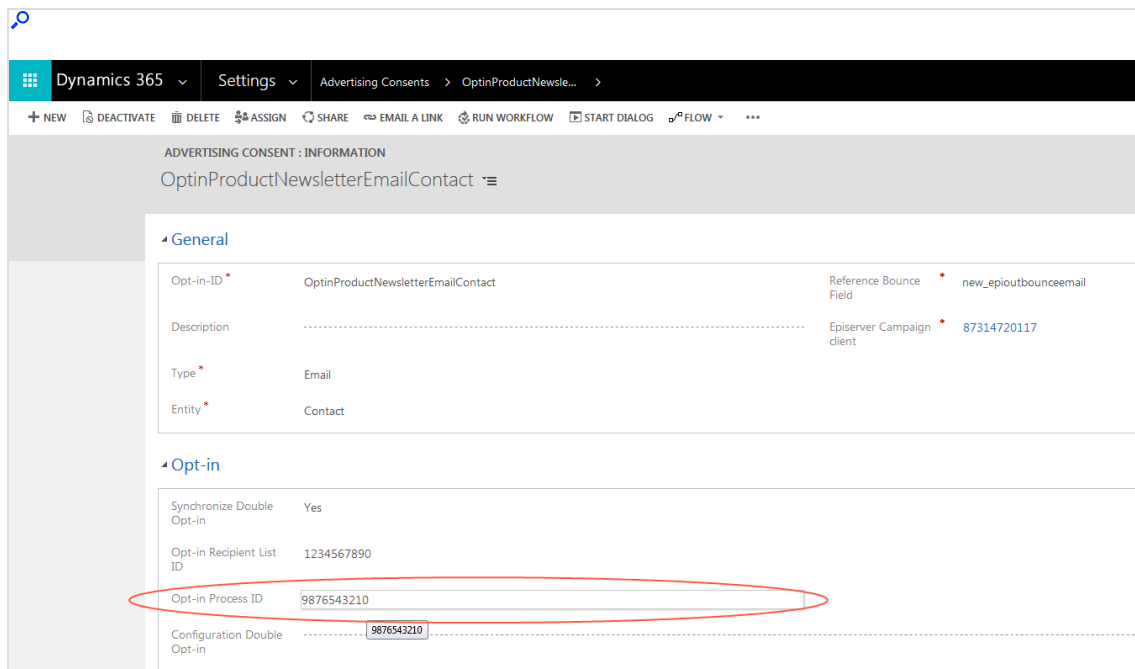 Dynamics 365 Settings Advertising Consents > OptinProductNewsle... >
NEW DEACTIVATE DELETE ASSIGN SHARE EMAIL A LINK RUN WORKFLOW START DIALOG FLOW ...
ADVERTISING CONSENT : INFORMATION
OptinProductNewsletterEmailContact
General
Opt-in-ID * OptinProductNewsletterEmailContact
Reference Bounce * new_epioutbounceemail
Field
Description
Episerver Campaign * 87314720117
client
Type * Email
Entity * Contact
Opt-in
Synchronize Double Yes
Opt-in
Opt-in Recipient List 1234567890
ID
Opt-in Process ID 9876543210
9876543210
Configuration Double
Opt-in